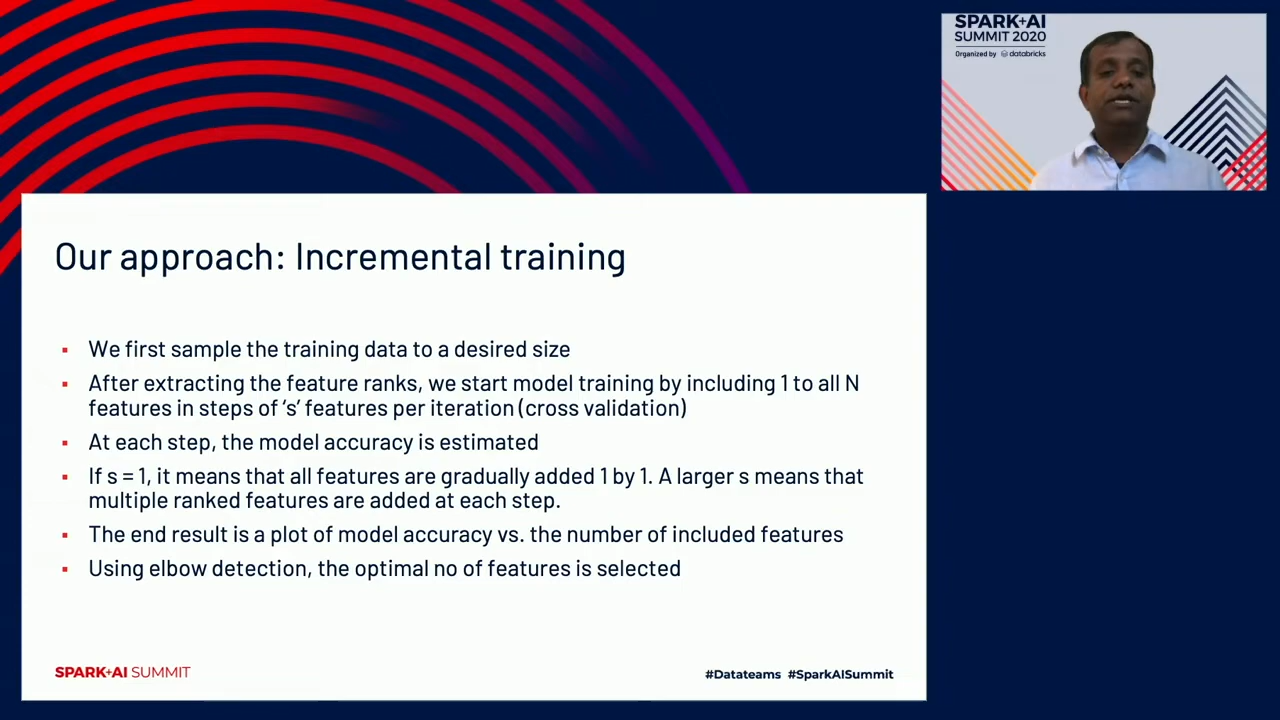 SPARK+AI
SUMMIT 2020
Organized by databricks
Our approach: Incremental training
▪ We first sample the training data to a desired size
▪ After extracting the feature ranks, we start model training by including 1 to all N
features in steps of ‘s’ features per iteration (cross validation)
▪ At each step, the model accuracy is estimated
▪ If s = 1, it means that all features are gradually added 1 by 1. A larger s means that
multiple ranked features are added at each step.
▪ The end result is a plot of model accuracy vs. the number of included features
▪ Using elbow detection, the optimal no of features is selected
SPARK+AI SUMMIT
#Datateams #SparkAISummit